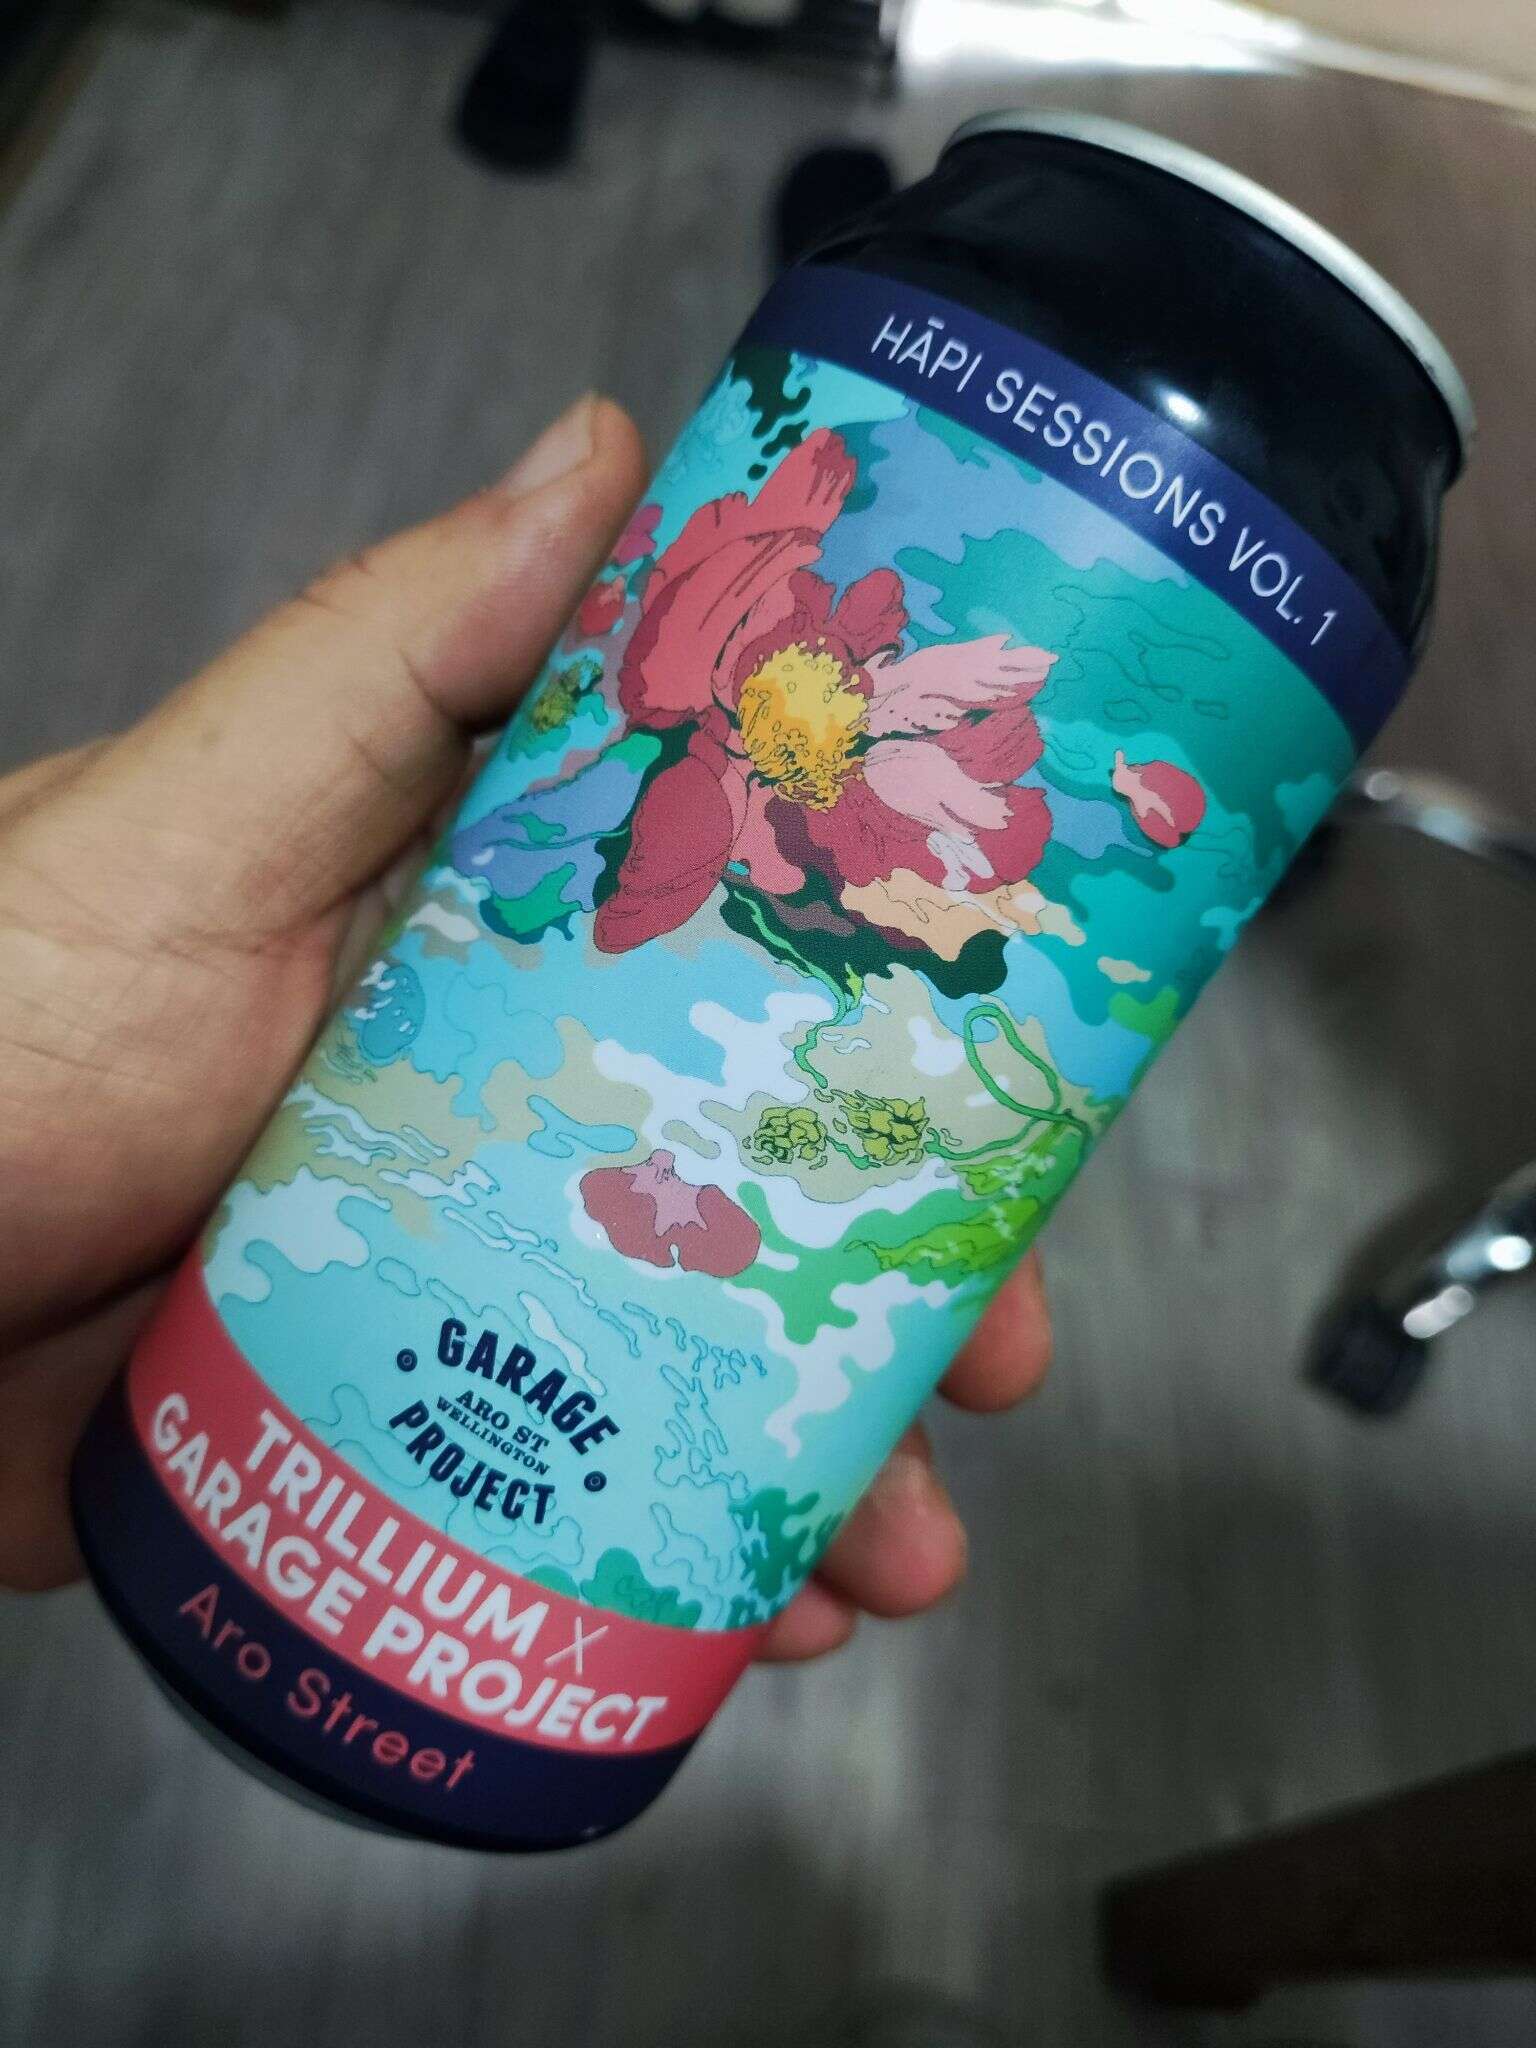 HĀPI SESSIONS VOL. 1
GARAGE
ARO ST
WELLINGTON
PROJECT
TRILLIUM X
GARAGE PROJECT
Aro Street